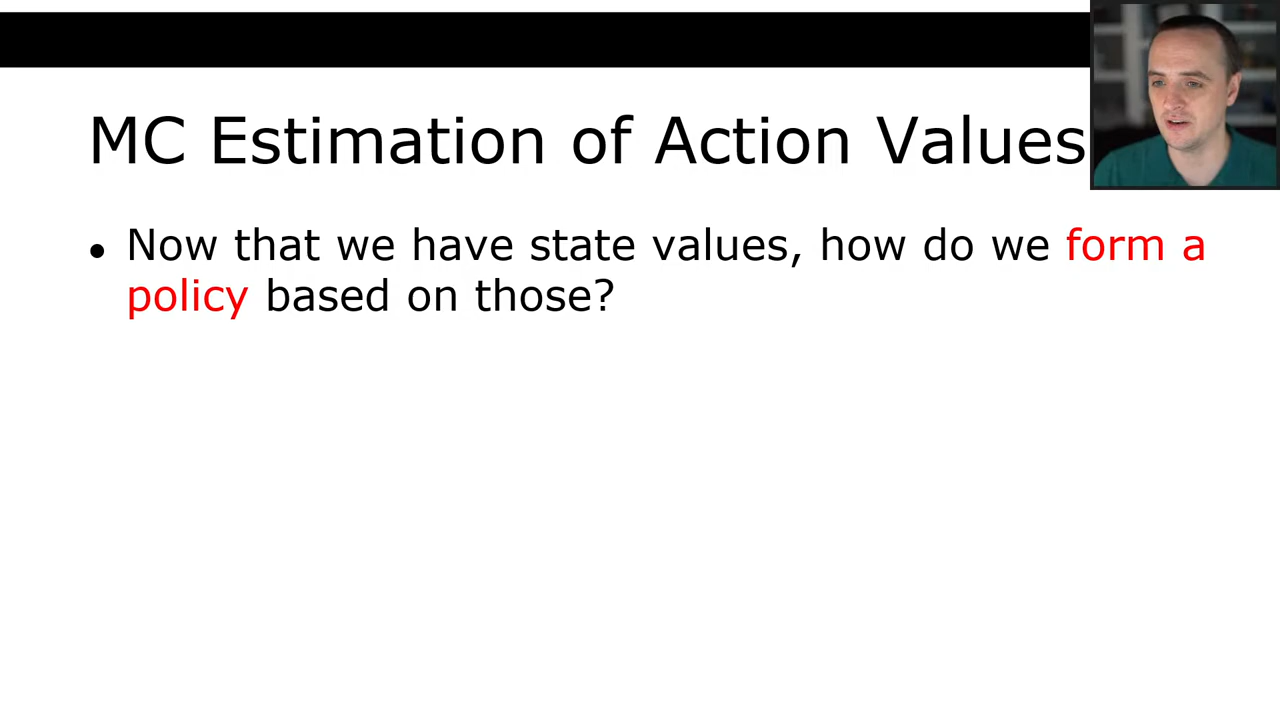 MC Estimation of Action Values
• Now that we have state values, how do we form a
policy based on those?